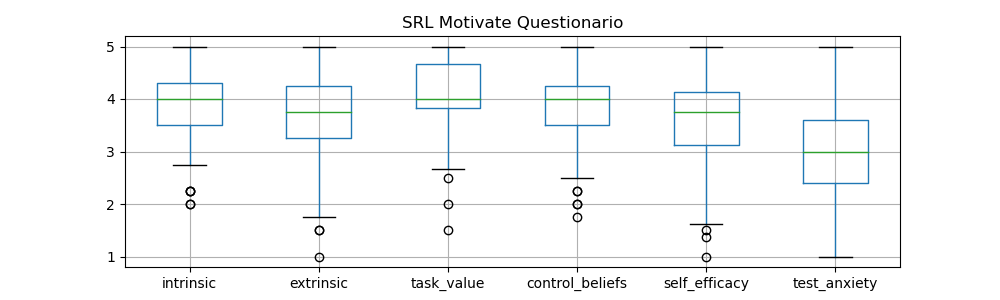 SRL Motivate Questionario
5
4
3
2
1
intrinsic extrinsic task_value control_beliefs self_efficacy test_anxiety